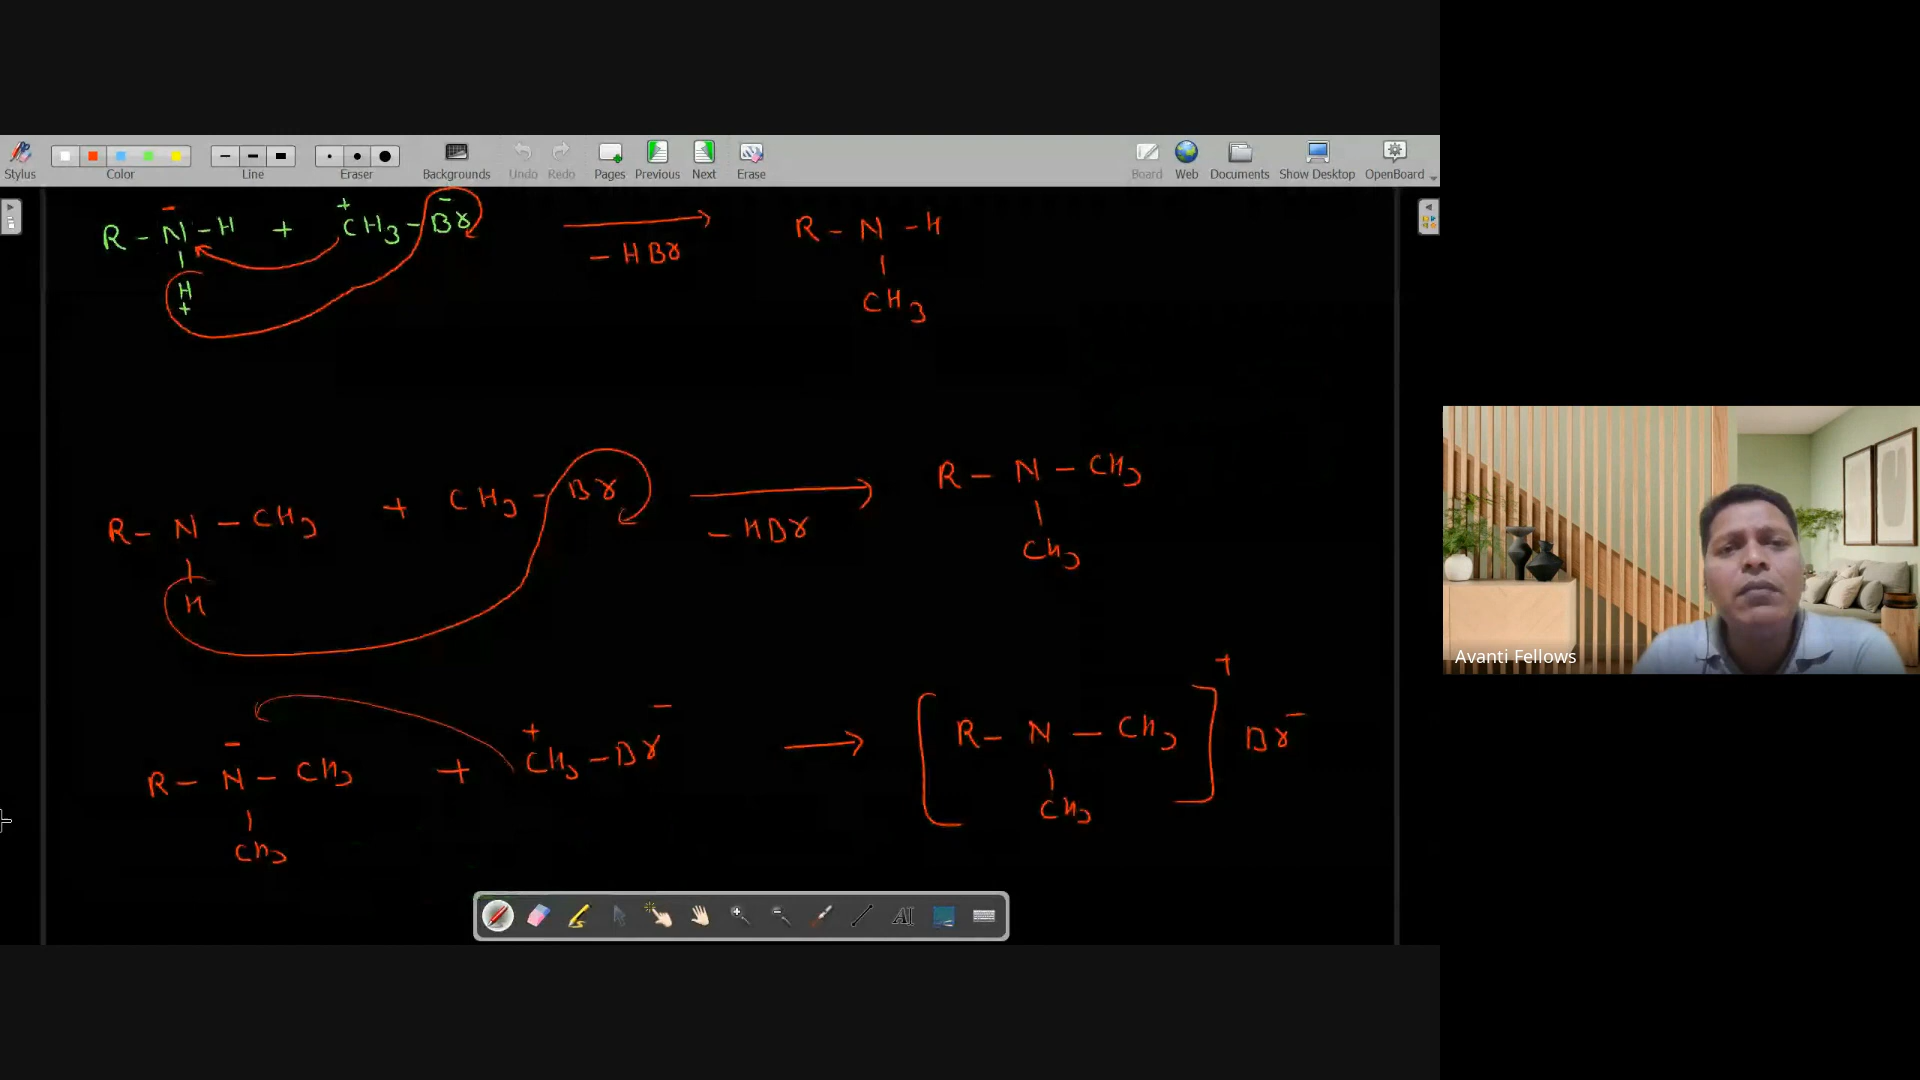 Stylus Color Line Eraser Backgrounds Undo Redo Pages Previous Next Erase Board Web Documents Show Desktop OpenBoard
R - N̄ - H + ⁺CH3 - B̄r → R - N - H
- HBr
H
+
CH3
R - N - CH3 + CH3 - Br → R - N - CH3
- HBr
H
CH3
R - N̄ - CH3 + ⁺CH3 - Br⁻ → [R - N - CH3]⁺ Br⁻
CH3
CH3
Avanti Fellows
AI